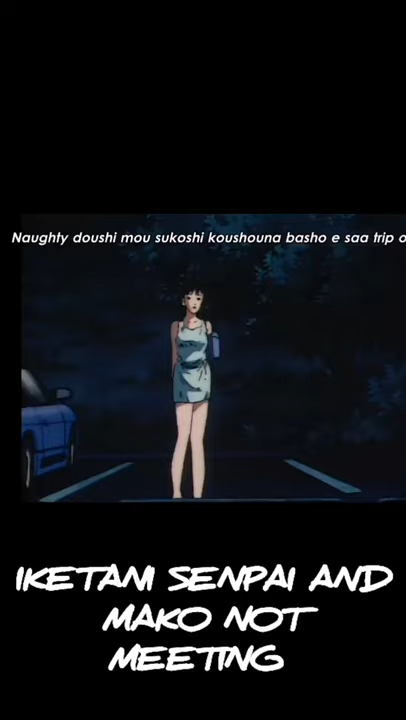 Naughty doushi mou sukoshi koushouna basho e saa trip o
IKETANI SENPAI AND
MAKO NOT
MEETING